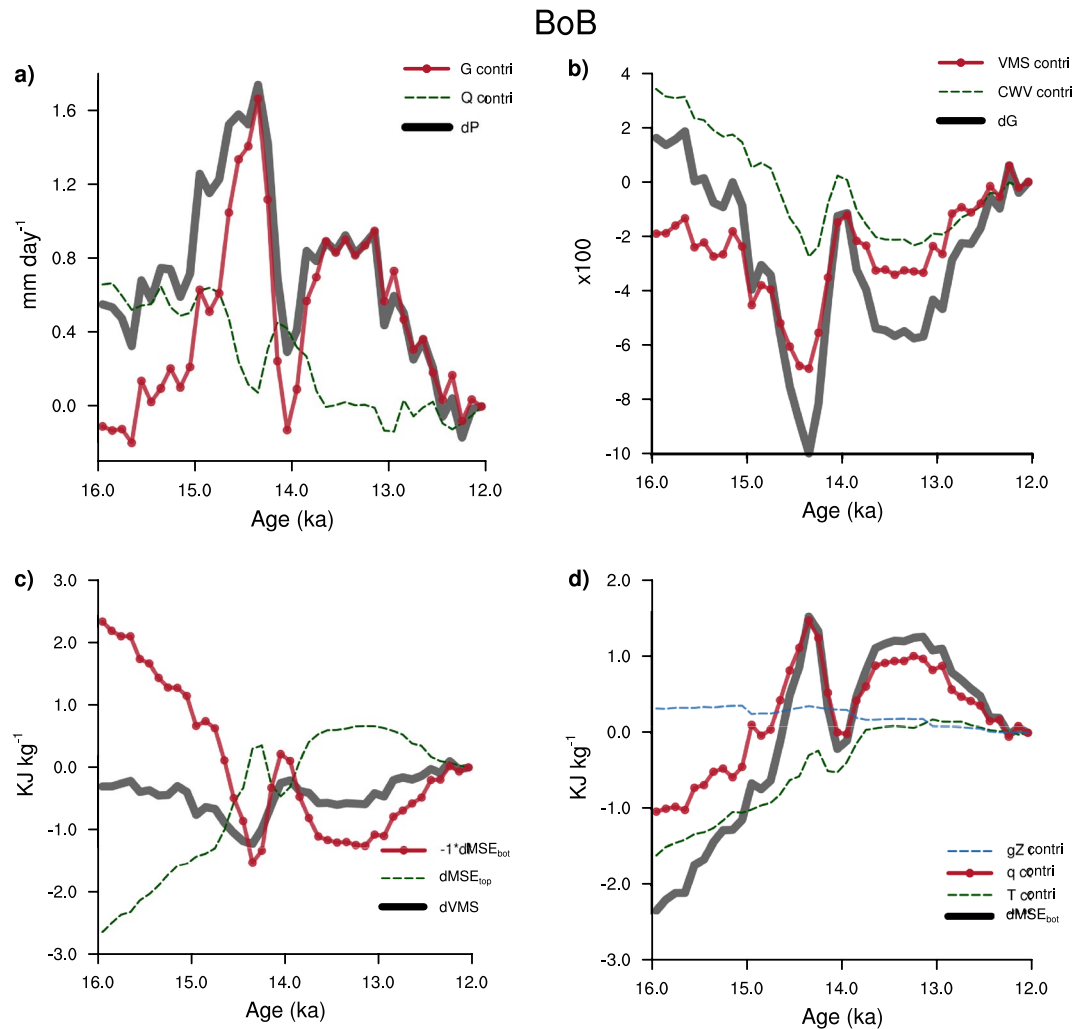 BoB
a)
G contri
Q co contri
dP
mm day-1
1.6
1.2
0.8
0.4
0.0
16.0
15.0
14.0
13.0
12.0
Age (ka)
b)
VMS contri
CWV contri
dG
x100
4
2
0
-2
-4
-6
-8
-10
16.0
15.0
14.0
13.0
12.0
Age (ka)
c)
KJ kg-1
3.0
2.0
1.0
0.0
-1.0
-2.0
-3.0
-1*dMSEbot
dMSEtop
dVMS
16.0
15.0
14.0
13.0
12.0
Age (ka)
d)
KJ kg-1
2.0
1.0
0.0
-1.0
-2.0
-3.0
gZ contri
q contri
T contri
dMSEbot
16.0
15.0
14.0
13.0
12.0
Age (ka)